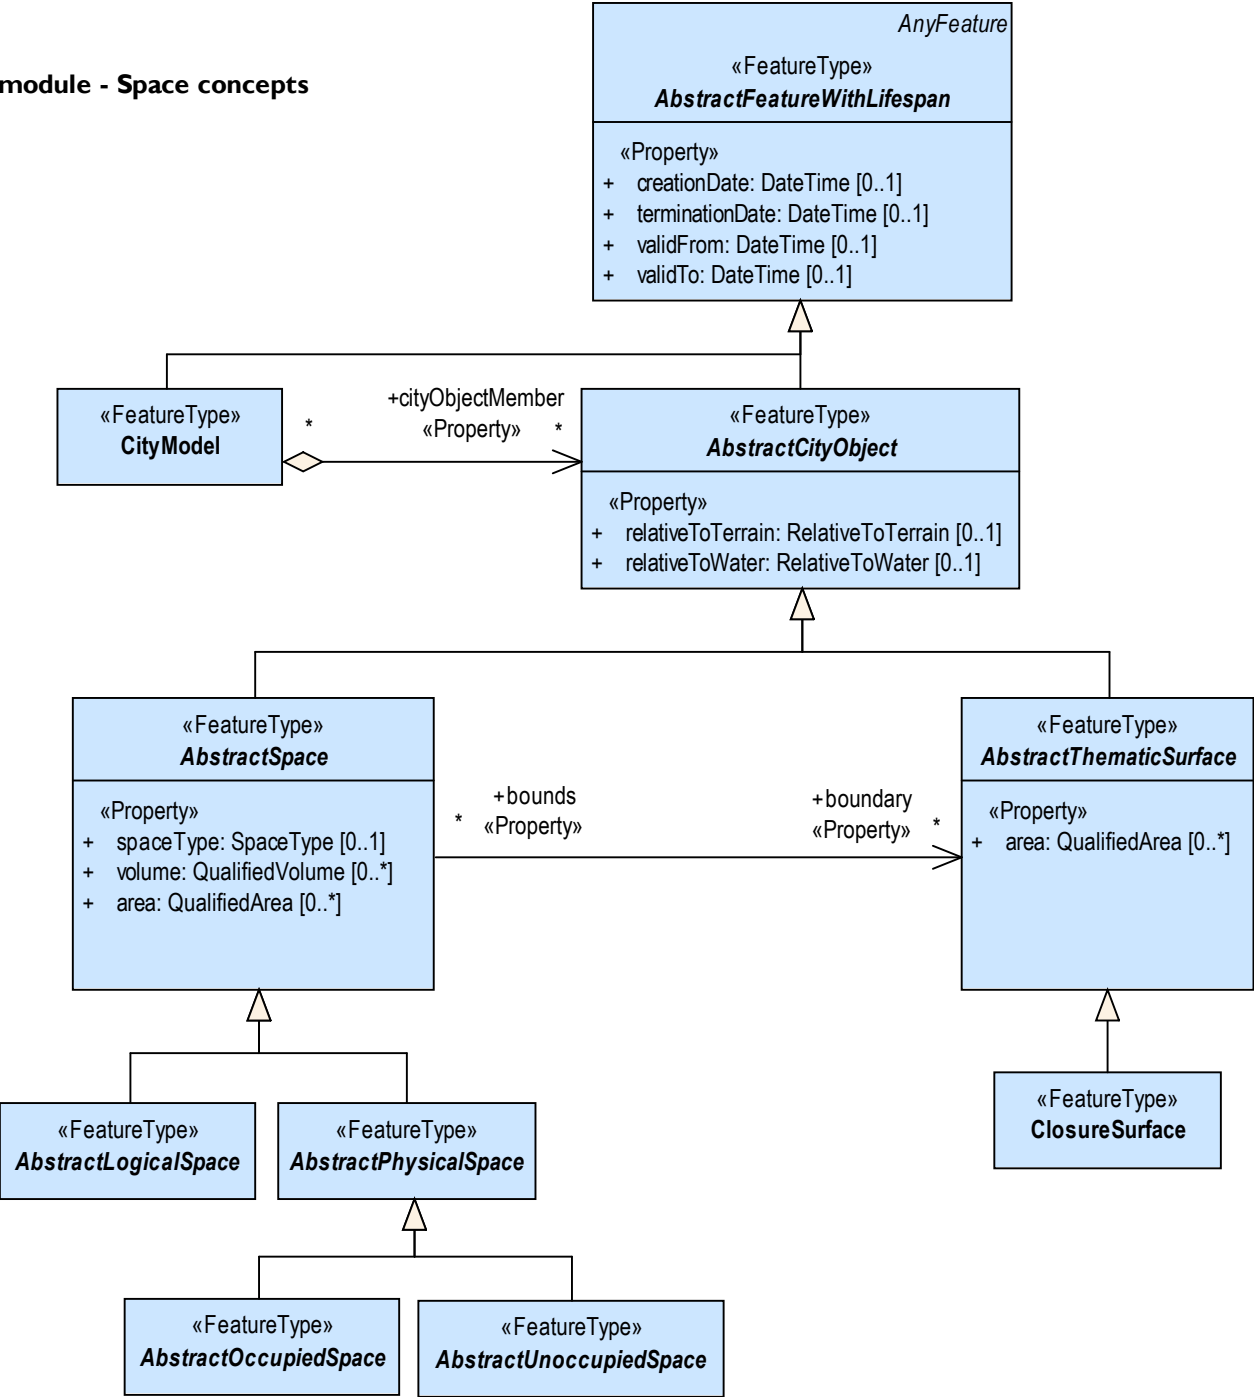 AnyFeature
«FeatureType»
AbstractFeatureWithLifespan
module - Space concepts
«Property»
+ creationDate: DateTime [0..1]
+ terminationDate: DateTime [0..1]
+ validFrom: DateTime [0..1]
+ validTo: DateTime [0..1]
«FeatureType»
CityModel
*
+cityObjectMember
«Property»
*
«FeatureType»
AbstractCityObject
«Property»
+ relativeToTerrain: RelativeToTerrain [0..1]
+ relativeToWater: RelativeToWater [0..1]
«FeatureType»
AbstractSpace
«Property»
+ spaceType: SpaceType [0..1]
+ volume: QualifiedVolume [0..*]
+ area: QualifiedArea [0..*]
+bounds
* «Property»
+boundary
«Property» *
«FeatureType»
AbstractThematicSurface
«Property»
+ area: QualifiedArea [0..*]
«FeatureType»
AbstractLogicalSpace
«FeatureType»
AbstractPhysicalSpace
«FeatureType»
ClosureSurface
«FeatureType»
AbstractOccupiedSpace
«FeatureType»
AbstractUnoccupiedSpace